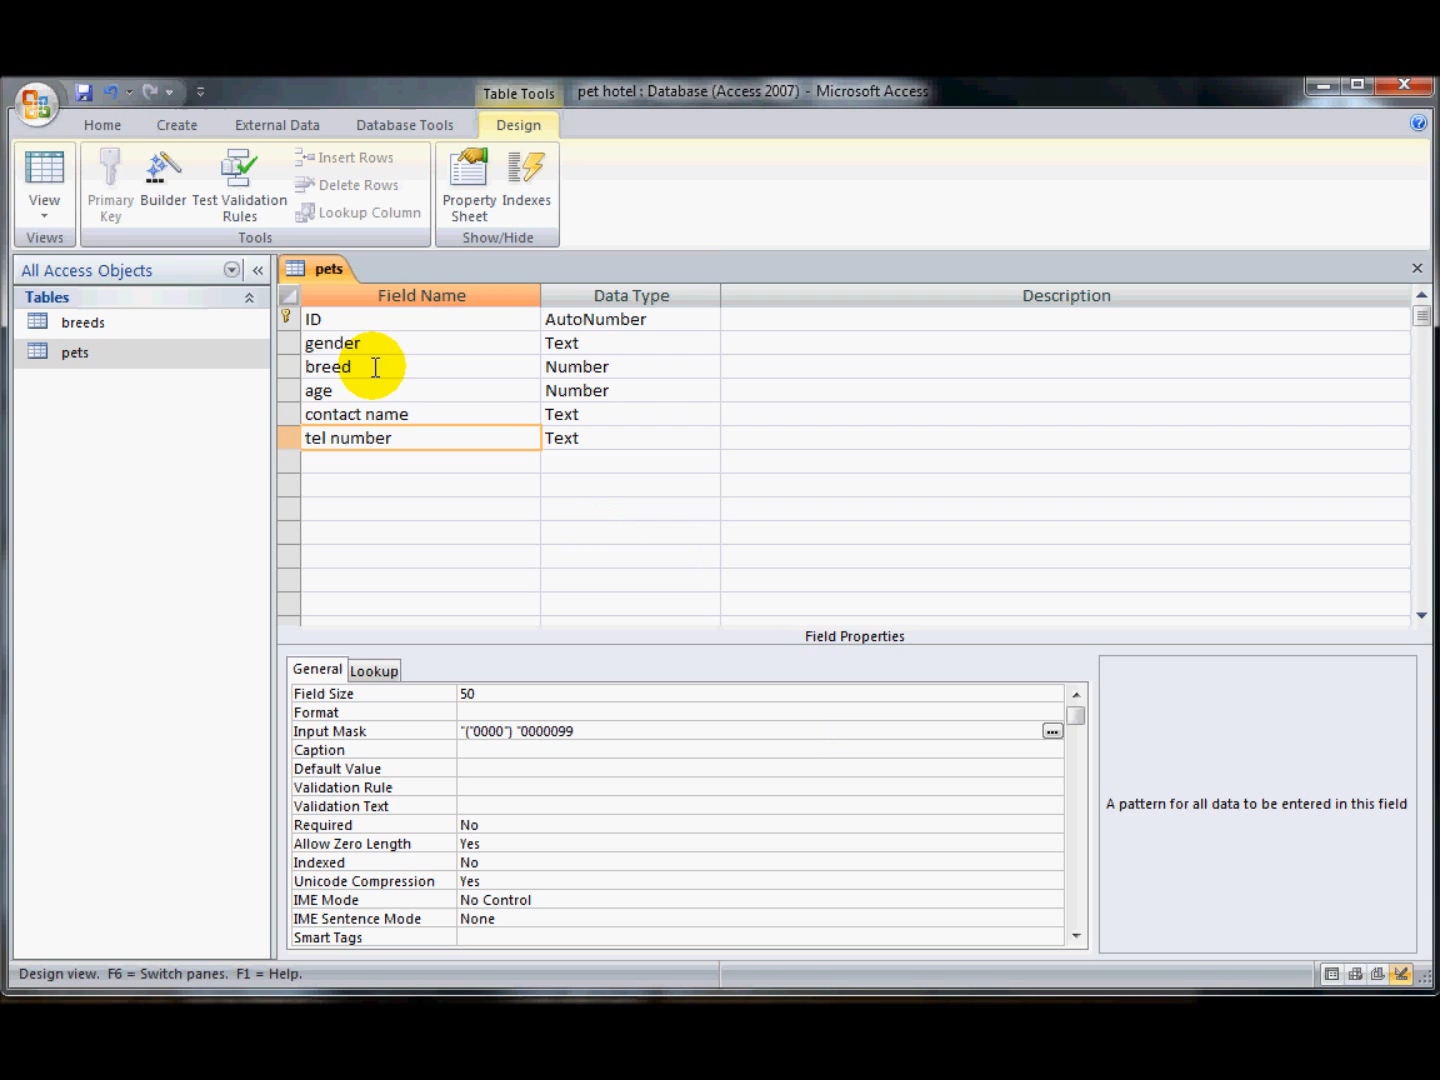 Table Tools
pet hotel : Database (Access 2007) - Microsoft Access
Home
Create
External Data
Database Tools
Design
View
Primary
Key
Builder
Test Validation
Rules
Insert Rows
Delete Rows
Lookup Column
Property
Sheet
Indexes
Views
Tools
Show/Hide
All Access Objects
«
pets
Tables
breeds
pets
Field Name
Data Type
Description
ID
AutoNumber
gender
Text
breed
Number
age
Number
contact name
Text
tel number
Text
Field Properties
General
Lookup
Field Size
50
Format
Input Mask
"("0000") "0000099
Caption
Default Value
Validation Rule
Validation Text
Required
No
Allow Zero Length
Yes
Indexed
No
Unicode Compression
Yes
IME Mode
No Control
IME Sentence Mode
None
Smart Tags
A pattern for all data to be entered in this field
Design view.  F6 = Switch panes.  F1 = Help.